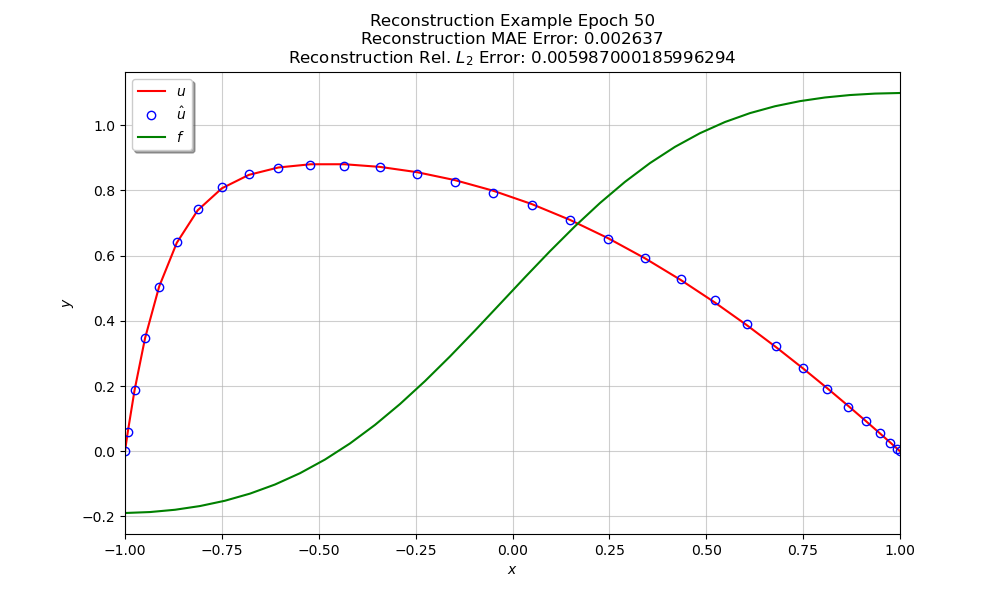 Reconstruction Example Epoch 50
Reconstruction MAE Error: 0.002637
Reconstruction Rel. L₂ Error: 0.005987000185996294
u
û
f
1.0
0.8
0.6
0.4
0.2
0.0
−0.2
y
−1.00 −0.75 −0.50 −0.25 0.00 0.25 0.50 0.75 1.00
x